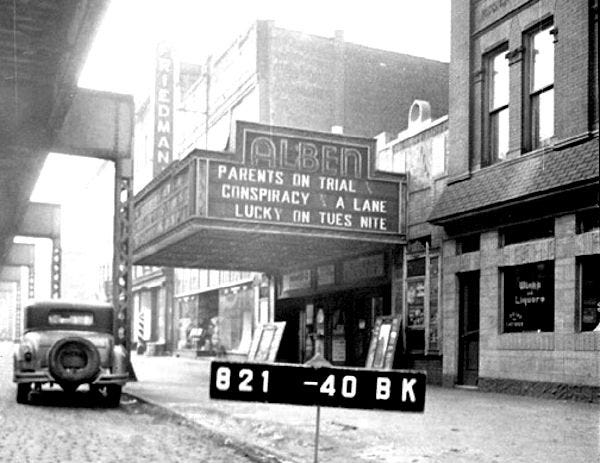 FRIEDMAN
ALBEN
PARENTS ON TRIAL
CONSPIRACY A LANE
LUCKY ON TUES NITE
Wines
and
Liquors
821 -40 BK